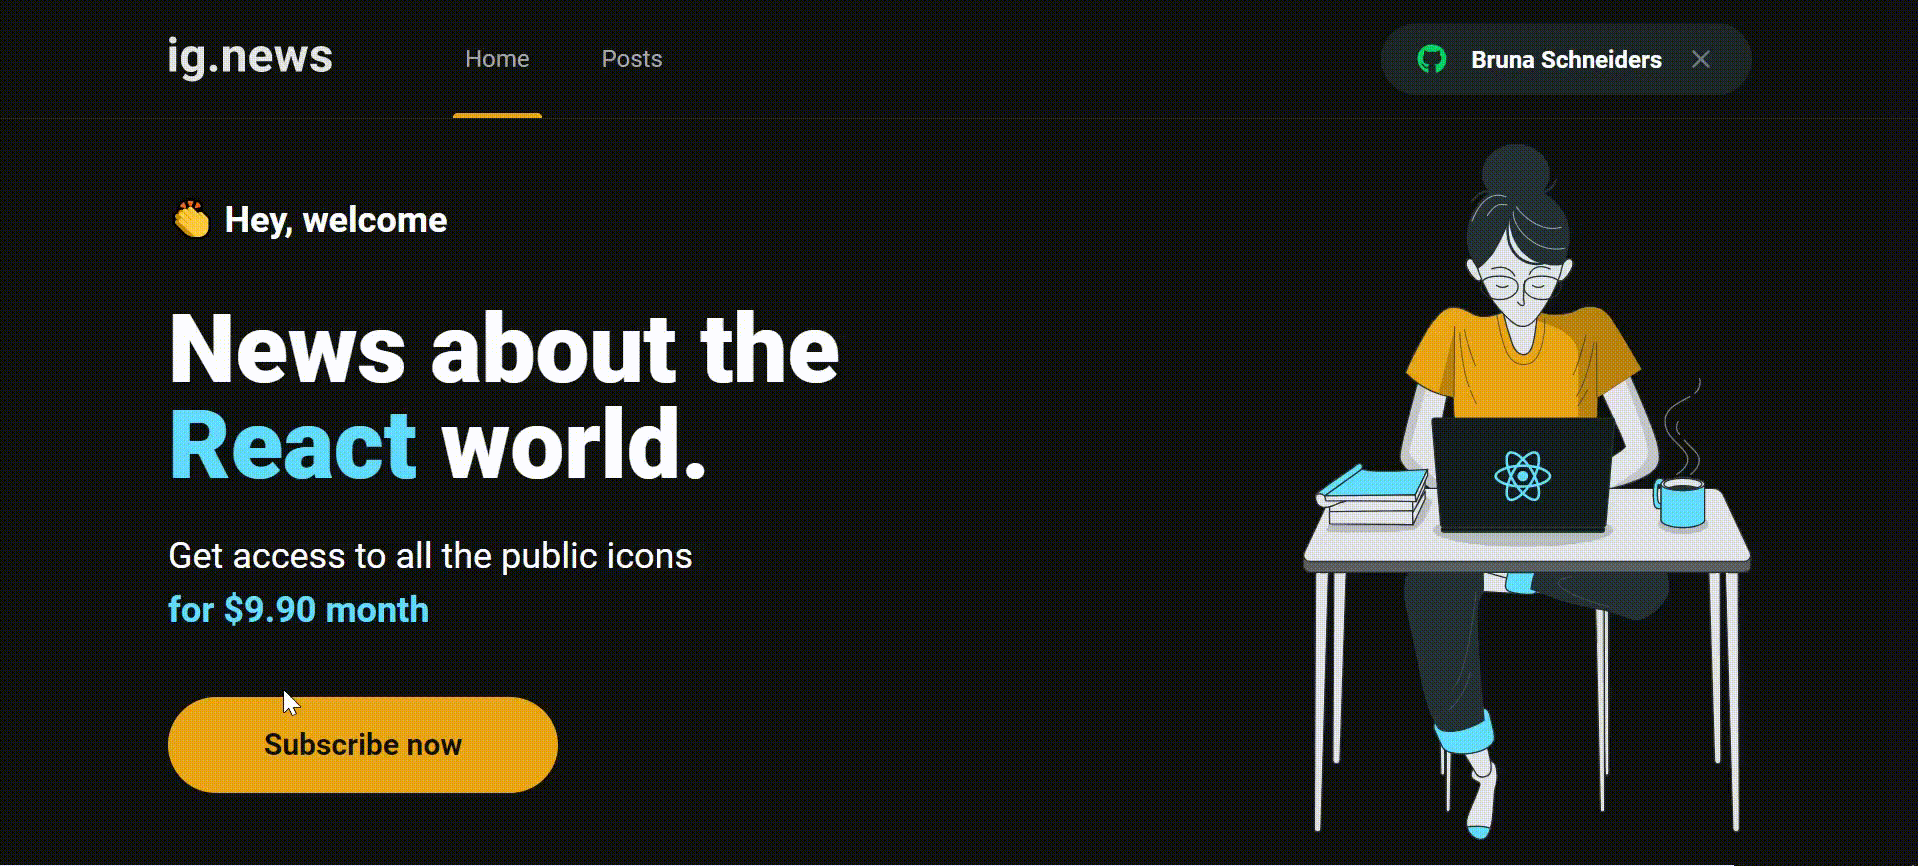 ig.news
Home
Posts
Bruna Schneiders
👏 Hey, welcome
News about the
React world.
Get access to all the public icons
for $9.90 month
Subscribe now